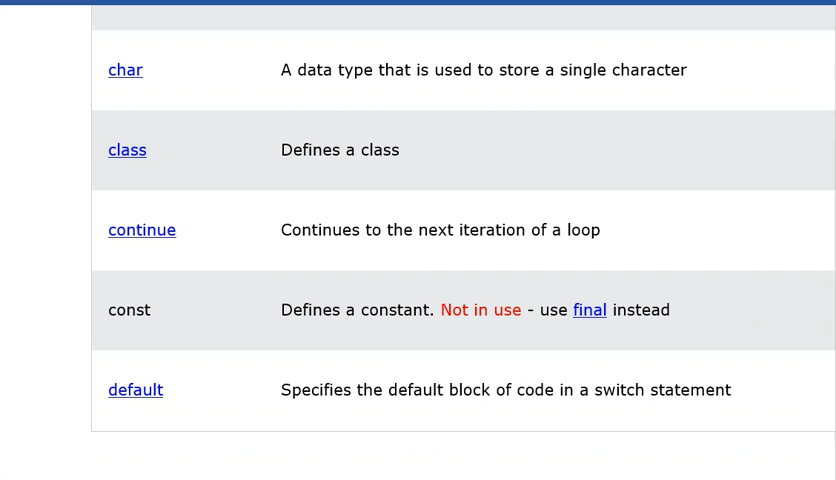 char A data type that is used to store a single character
class Defines a class
continue Continues to the next iteration of a loop
const Defines a constant. Not in use - use final instead
default Specifies the default block of code in a switch statement